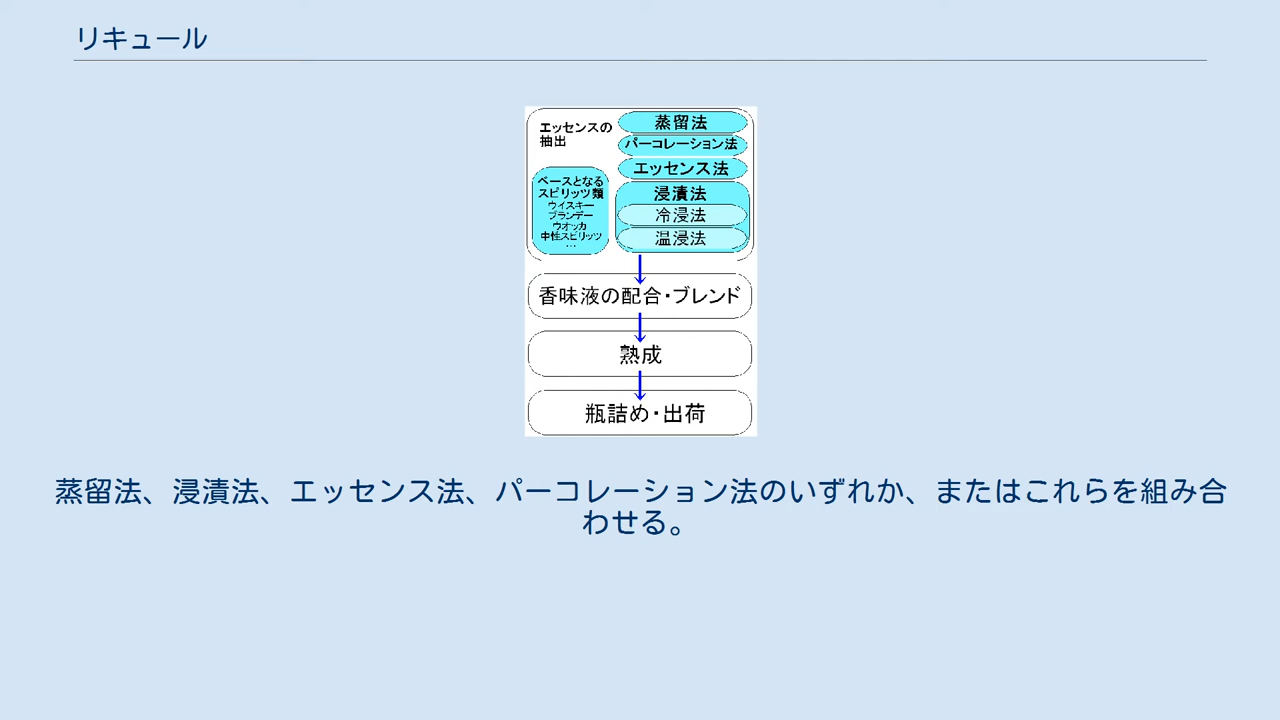 リキュール
エッセンスの
抽出
蒸留法
パーコレーション法
エッセンス法
浸漬法
冷浸法
温浸法
ベースとなる
スピリッツ類
ウイスキー
ブランデー
ウオッカ
中性スピリッツ
…
香味液の配合・ブレンド
熟成
瓶詰め・出荷
蒸留法、浸漬法、エッセンス法、パーコレーション法のいずれか、またはこれらを組み合
わせる。